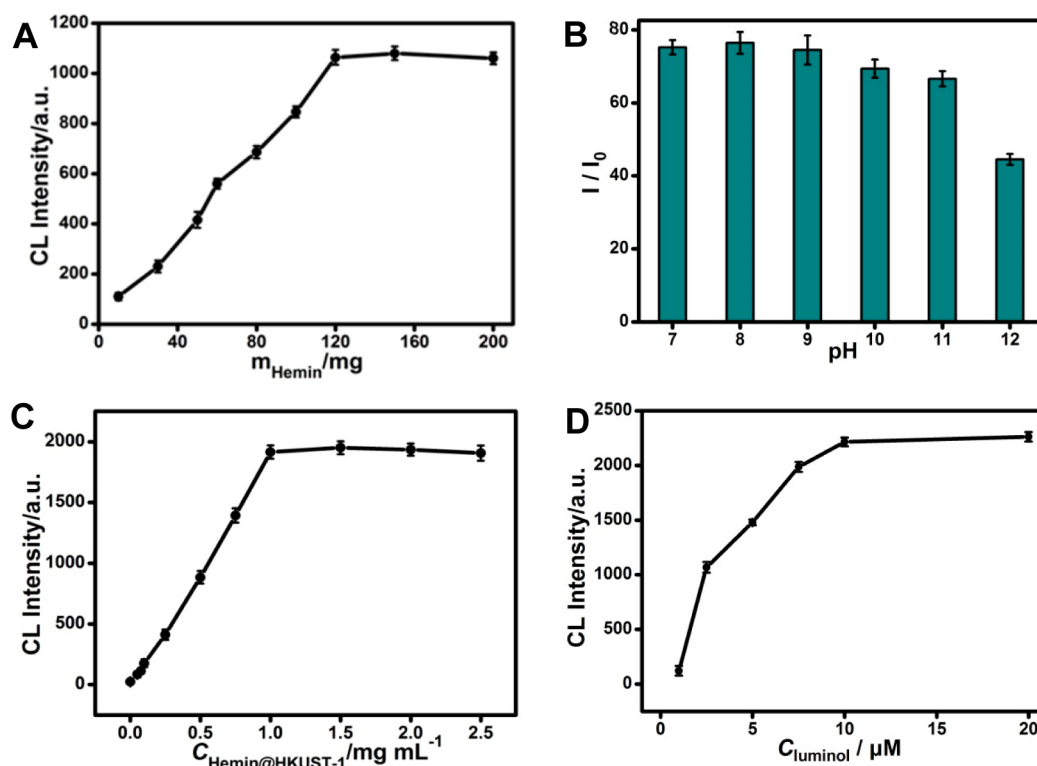 A
CL Intensity/a.u.
1200
1000
800
600
400
200
0
0 40 80 120 160 200
mHemin/mg
B
I / I0
80
60
40
20
0
7 8 9 10 11 12
pH
C
CL Intensity/a.u.
2000
1500
1000
500
0
0.0 0.5 1.0 1.5 2.0 2.5
CHemin@HKUST-1/mg mL-1
D
CL Intensity/a.u.
2500
2000
1500
1000
500
0
0 5 10 15 20
Cluminol / µM